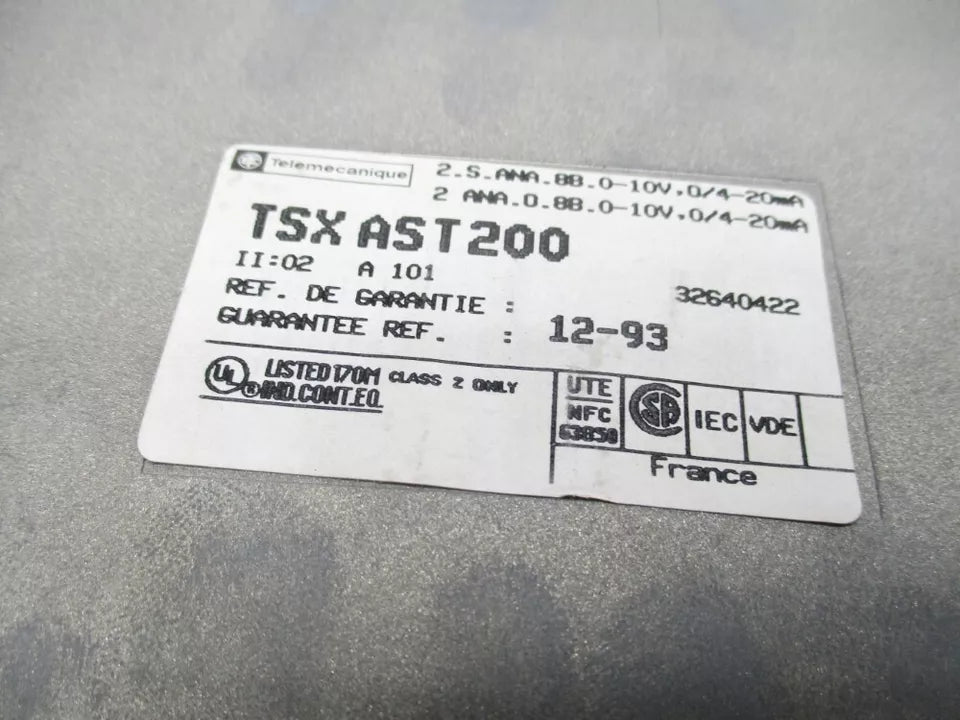 Telemecanique
2.S.ANA.8B.0-10V,0/4-20mA
2 ANA.O.8B.0-10V,0/4-20mA
TSX AST200
II:02 A 101
32640422
REF. DE GARANTIE :
GUARANTEE REF. : 12-93
UL LISTED 170M CLASS 2 ONLY
® IND.CONT.EQ.
UTE
NFC
63850
SA
IEC
VDE
France